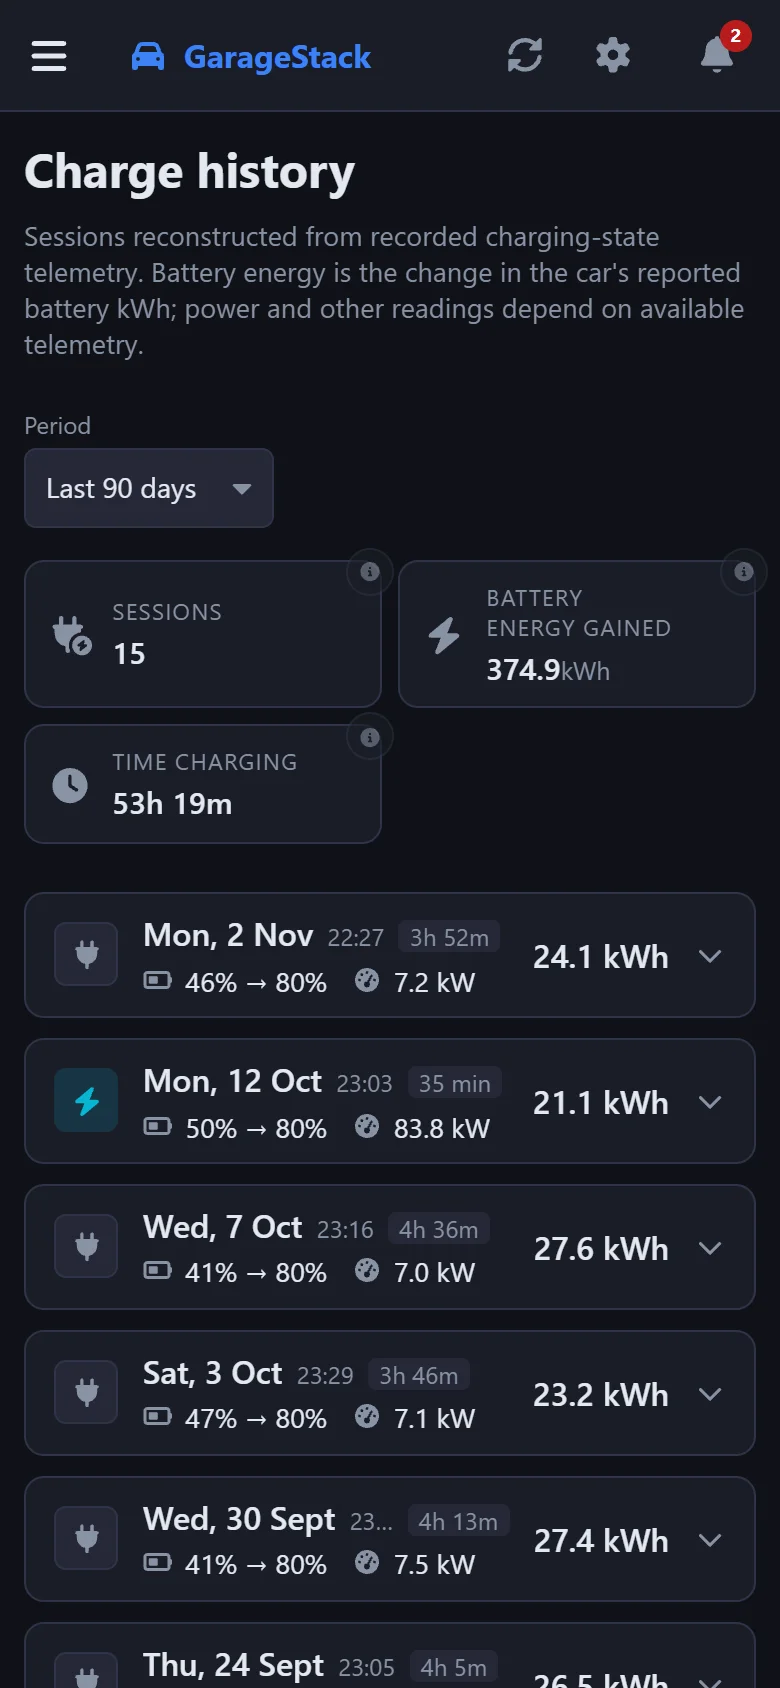 GarageStack
2
Charge history
Sessions reconstructed from recorded charging-state
telemetry. Battery energy is the change in the car's reported
battery kWh; power and other readings depend on available
telemetry.
Period
Last 90 days
SESSIONS
15
BATTERY
ENERGY GAINED
374.9kWh
TIME CHARGING
53h 19m
Mon, 2 Nov 22:27 3h 52m
46% → 80% 7.2 kW
24.1 kWh
Mon, 12 Oct 23:03 35 min
50% → 80% 83.8 kW
21.1 kWh
Wed, 7 Oct 23:16 4h 36m
41% → 80% 7.0 kW
27.6 kWh
Sat, 3 Oct 23:29 3h 46m
47% → 80% 7.1 kW
23.2 kWh
Wed, 30 Sept 23... 4h 13m
41% → 80% 7.5 kW
27.4 kWh
Thu, 24 Sept 23:05 4h 5m
26.5 kWh